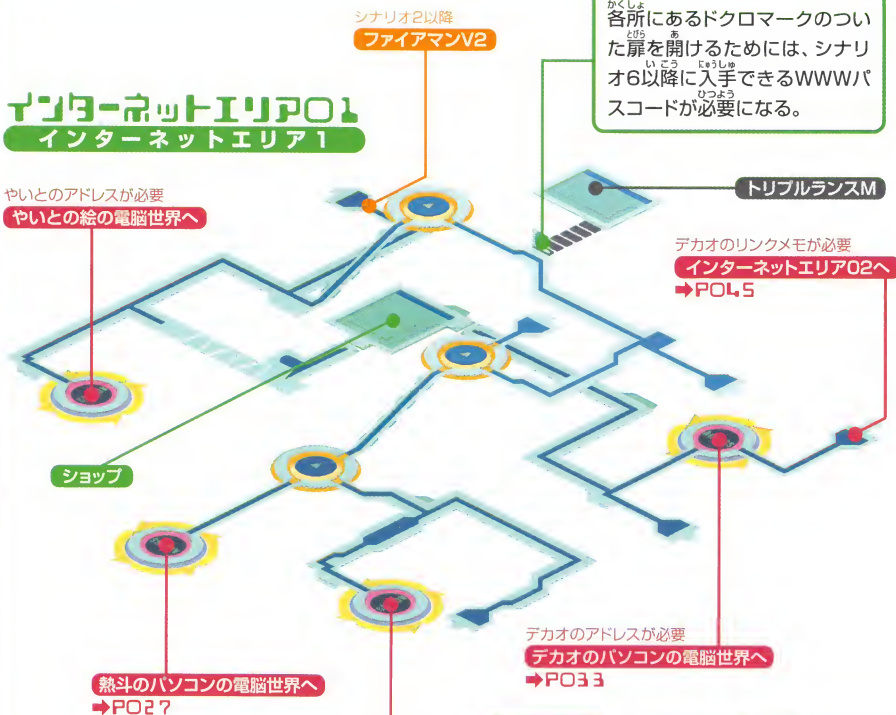 シナリオ2以降
ファイアマンV2
各所にあるドクロマークのつい
た扉を開けるためには、シナリ
オ6以降に入手できるWWWパ
スコードが必要になる。
インターネットエリア01
インターネットエリア1
やいとのアドレスが必要
やいとの絵の電脳世界へ
トリプルランスM
デカオのリンクメモが必要
インターネットエリア02へ
➡P045
ショップ
デカオのアドレスが必要
デカオのパソコンの電脳世界へ
➡P033
熱斗のパソコンの電脳世界へ
➡P027